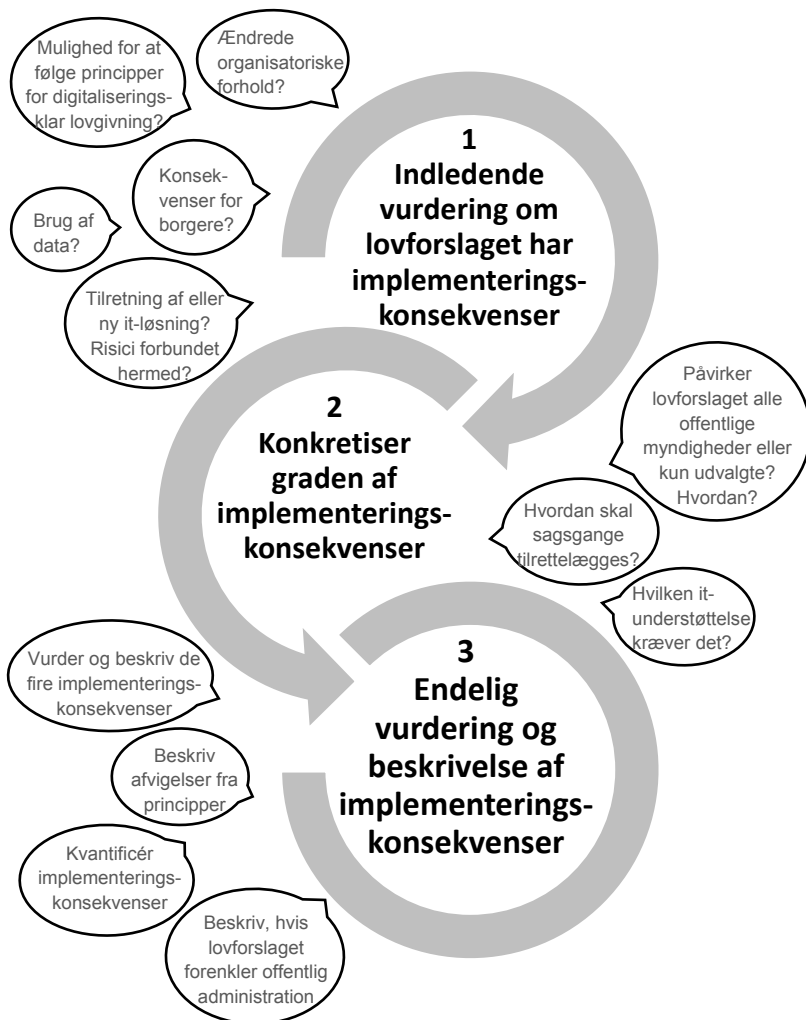 Mulighed for at
følge principper
for digitaliserings-
klar lovgivning?
Ændrede
organisatoriske
forhold?
Konsek-
venser for
borgere?
Brug af
data?
Tilretning af eller
ny it-løsning?
Risici forbundet
hermed?
1
Indledende
vurdering om
lovforslaget har
implementerings-
konsekvenser
2
Konkretiser
graden af
implementerings-
konsekvenser
Påvirker
lovforslaget alle
offentlige
myndigheder eller
kun udvalgte?
Hvordan?
Hvordan skal
sagsgange
tilrettelægges?
Hvilken it-
understøttelse
kræver det?
3
Endelig
vurdering og
beskrivelse af
implementerings-
konsekvenser
Vurder og beskriv de
fire implementerings-
konsekvenser
Beskriv
afvigelser fra
principper
Kvantificér
implementerings-
konsekvenser
Beskriv, hvis
lovforslaget
forenkler offentlig
administration